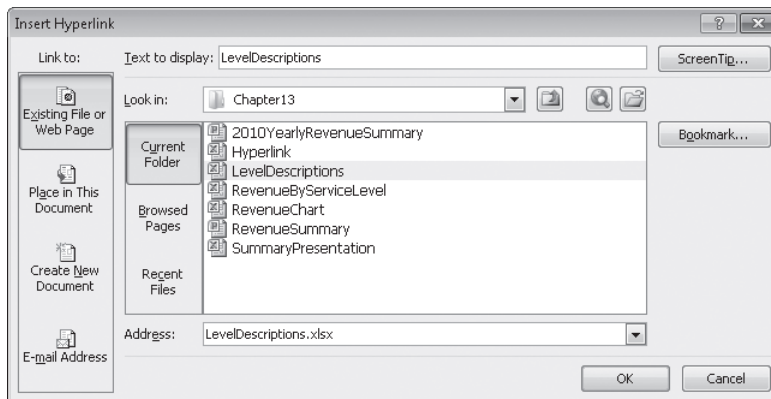 Insert Hyperlink
Link to:
Text to display: LevelDescriptions
ScreenTip...
Existing File or
Web Page
Look in: Chapter13
Current
Folder
2010YearlyRevenueSummary
Hyperlink
LevelDescriptions
RevenueByServiceLevel
RevenueChart
RevenueSummary
SummaryPresentation
Bookmark...
Place in This
Document
Browsed
Pages
Create New
Document
Recent
Files
Address: LevelDescriptions.xlsx
E-mail Address
OK
Cancel